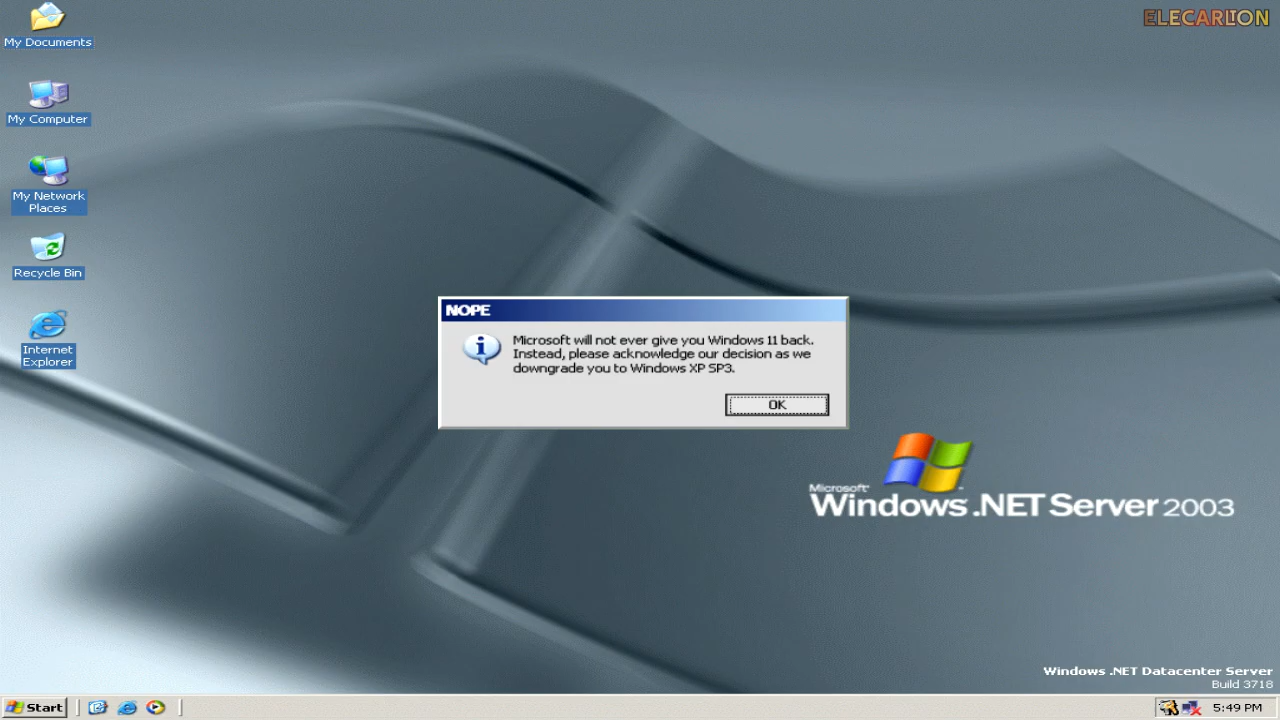 ELECARLION
My Documents
My Computer
My Network
Places
Recycle Bin
Internet
Explorer
NOPE
Microsoft will not ever give you Windows 11 back.
Instead, please acknowledge our decision as we
downgrade you to Windows XP SP3.
OK
Microsoft
Windows .NET Server 2003
Windows .NET Datacenter Server
Build 3718
Start
5:49 PM